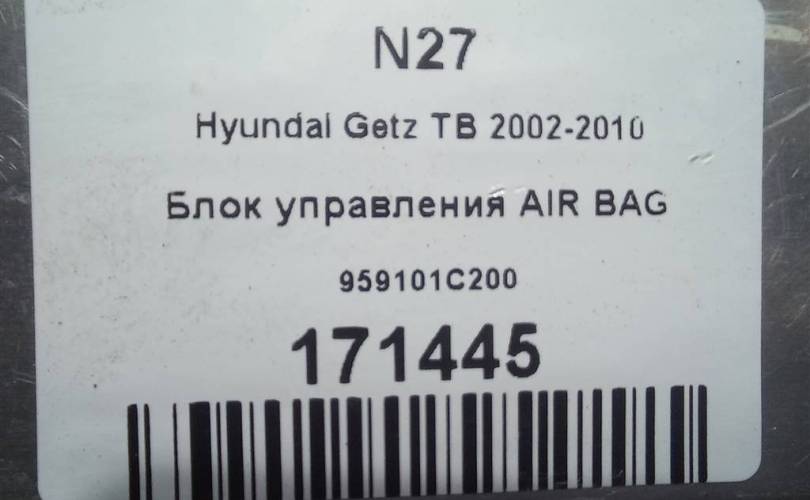 N27
Hyundai Getz TB 2002-2010
Блок управления AIR BAG
959101C200
171445